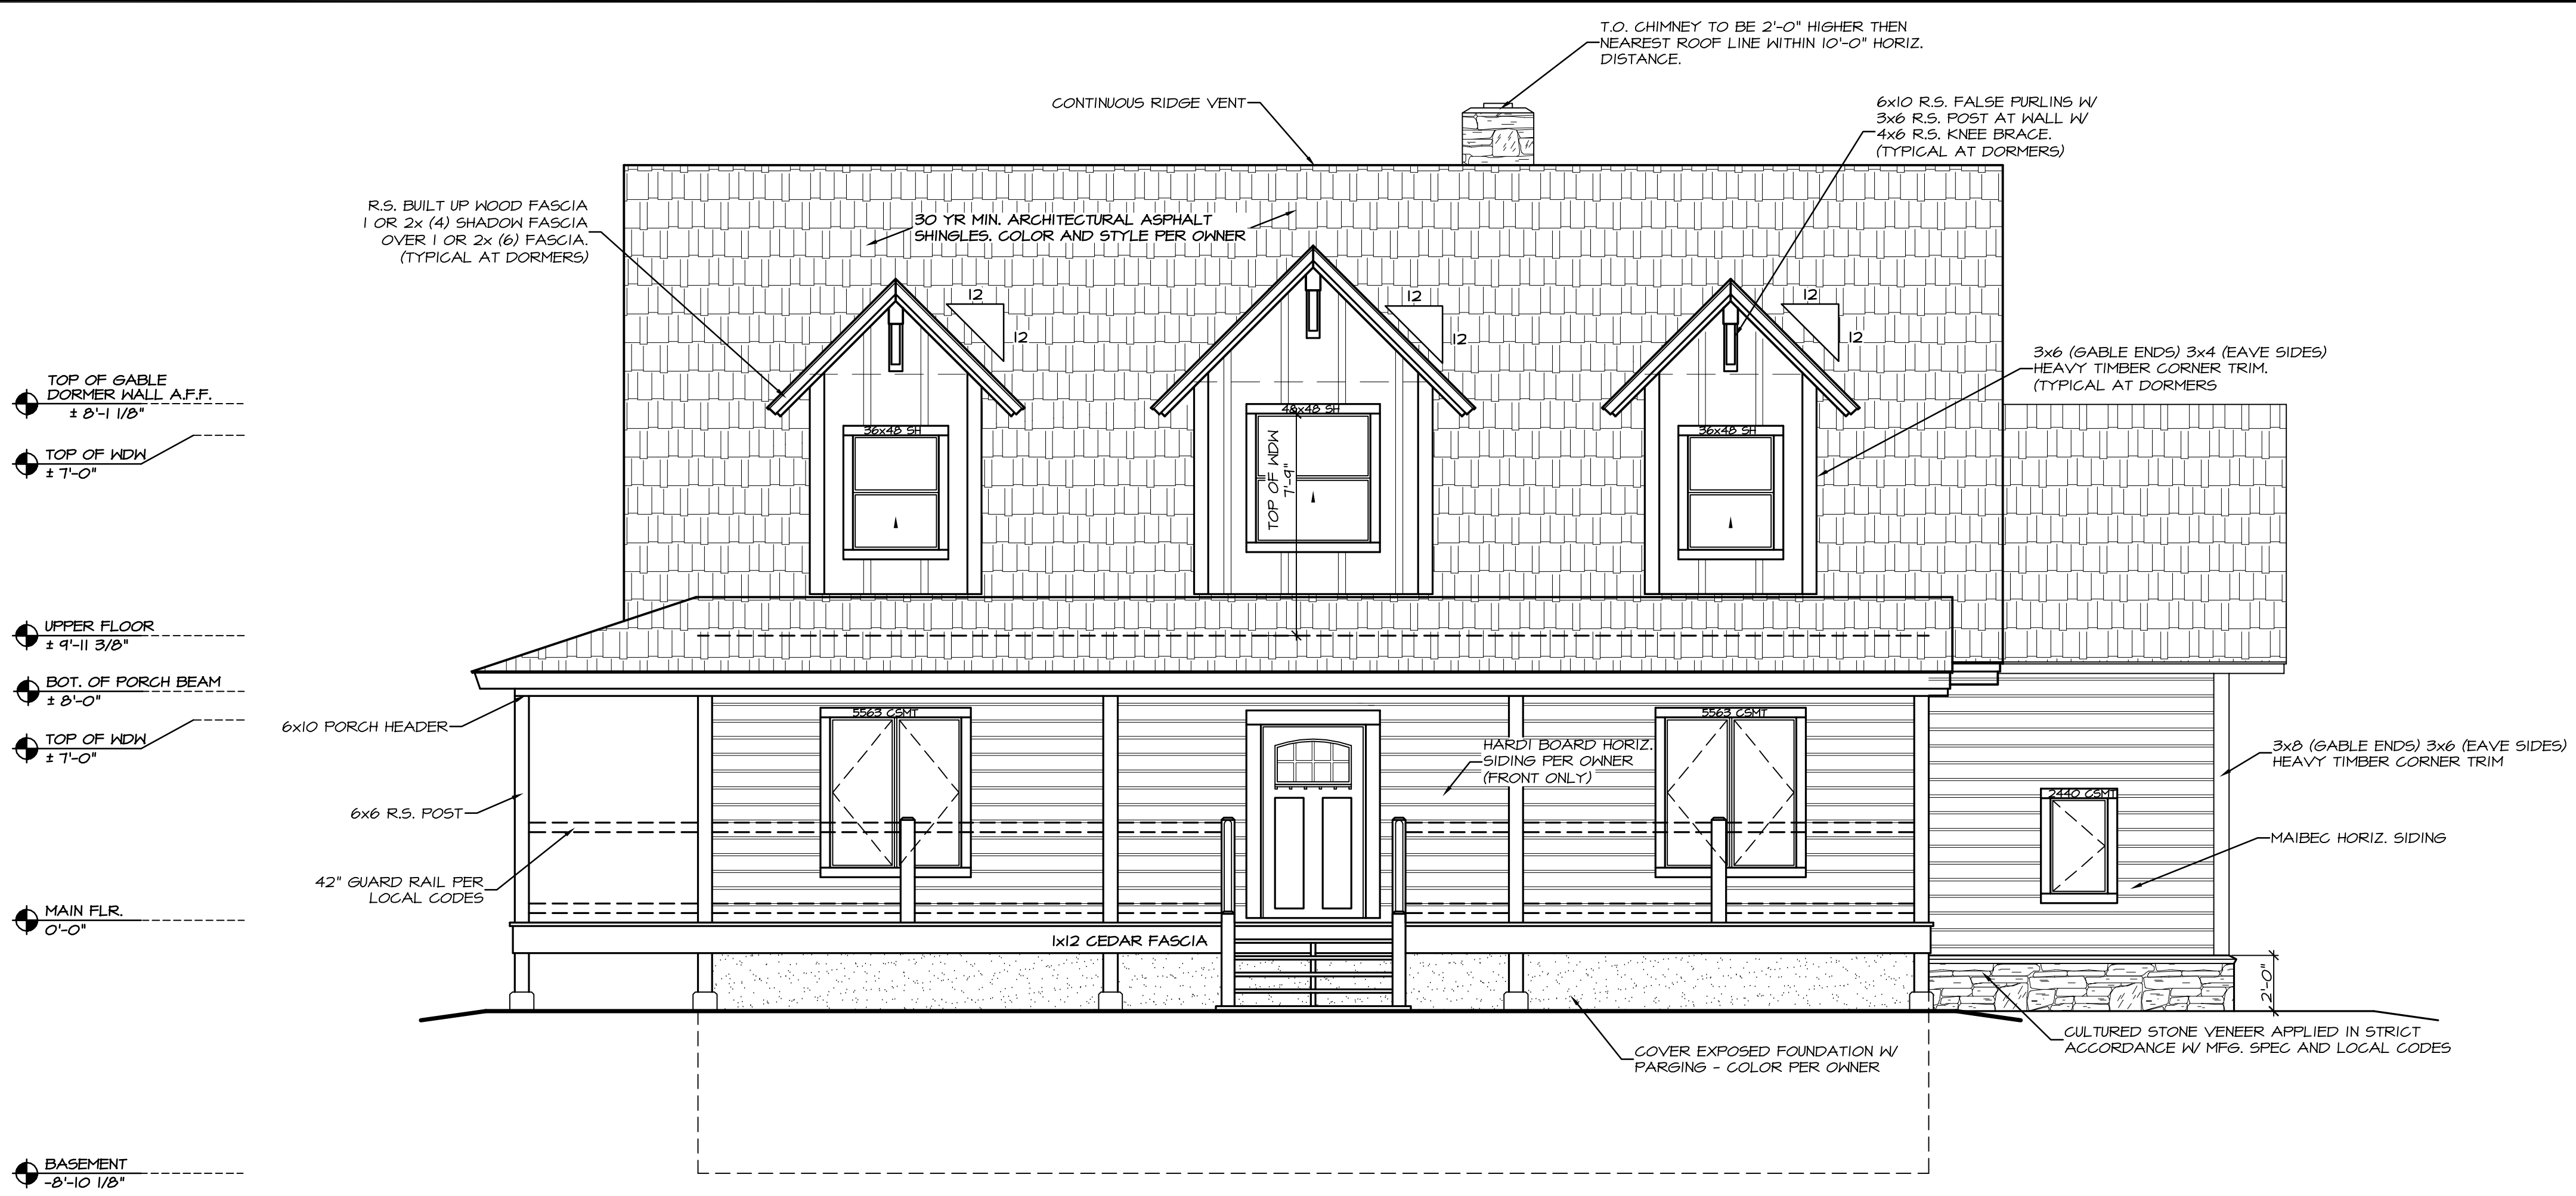 T.O. CHIMNEY TO BE 2'-0" HIGHER THEN
NEAREST ROOF LINE WITHIN 10'-0" HORIZ.
DISTANCE.
CONTINUOUS RIDGE VENT
6x10 R.S. FALSE PURLINS W/
3x6 R.S. POST AT WALL W/
4x6 R.S. KNEE BRACE.
(TYPICAL AT DORMERS)
R.S. BUILT UP WOOD FASCIA
1 OR 2x (4) SHADOW FASCIA
OVER 1 OR 2x (6) FASCIA.
(TYPICAL AT DORMERS)
30 YR MIN. ARCHITECTURAL ASPHALT
SHINGLES. COLOR AND STYLE PER OWNER
12
12
12
12
12
12
3x6 (GABLE ENDS) 3x4 (EAVE SIDES)
HEAVY TIMBER CORNER TRIM.
(TYPICAL AT DORMERS
TOP OF GABLE
DORMER WALL A.F.F.
± 8'-1 1/8"
TOP OF WDW
± 7'-0"
36x48 SH
48x48 SH
36x48 SH
TOP OF WDW
7'-9"
UPPER FLOOR
± 9'-11 3/8"
BOT. OF PORCH BEAM
± 8'-0"
TOP OF WDW
± 7'-0"
6x10 PORCH HEADER
5563 CSMT
5563 CSMT
HARDI BOARD HORIZ.
SIDING PER OWNER
(FRONT ONLY)
3x8 (GABLE ENDS) 3x6 (EAVE SIDES)
HEAVY TIMBER CORNER TRIM
2440 CSMT
6x6 R.S. POST
MAIBEC HORIZ. SIDING
42" GUARD RAIL PER
LOCAL CODES
MAIN FLR.
0'-0"
1x12 CEDAR FASCIA
2'-0"
CULTURED STONE VENEER APPLIED IN STRICT
ACCORDANCE W/ MFG. SPEC AND LOCAL CODES
COVER EXPOSED FOUNDATION W/
PARGING - COLOR PER OWNER
BASEMENT
-8'-10 1/8"